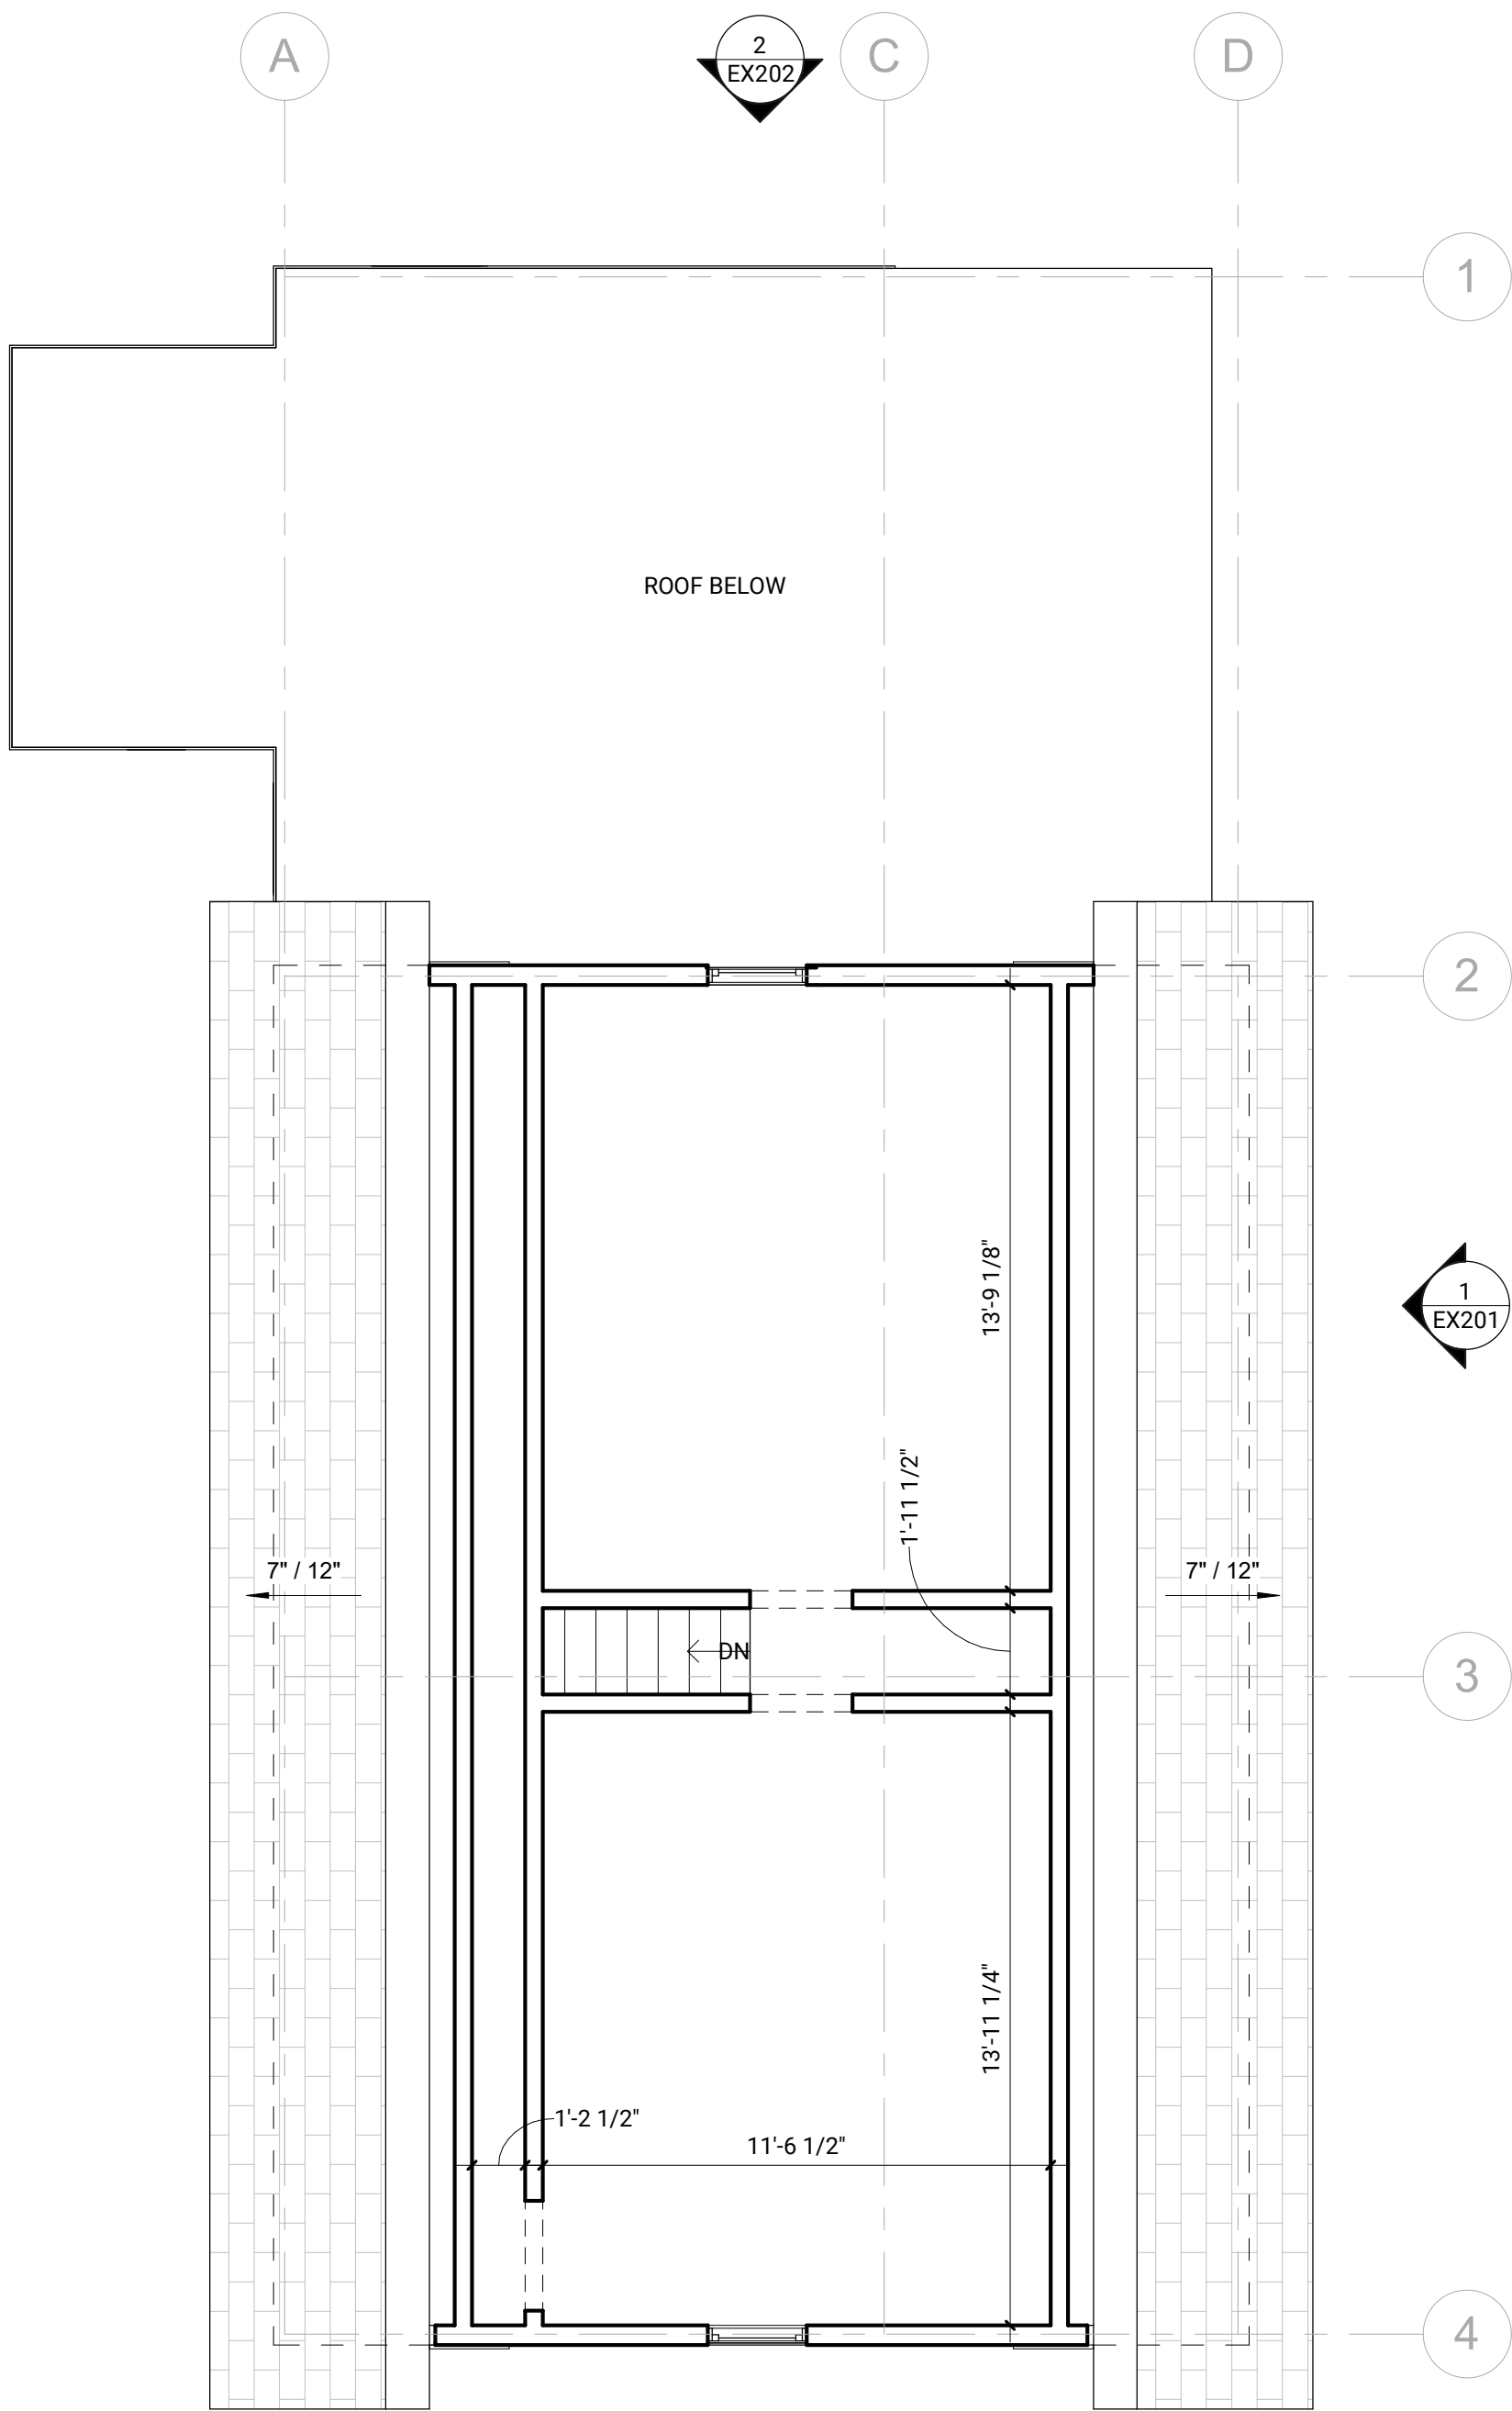 A
2
EX202
C
D
1
ROOF BELOW
2
13'-9 1/8"
1
EX201
1'-11 1/2"
7" / 12"
7" / 12"
DN
3
13'-11 1/4"
1'-2 1/2"
11'-6 1/2"
4